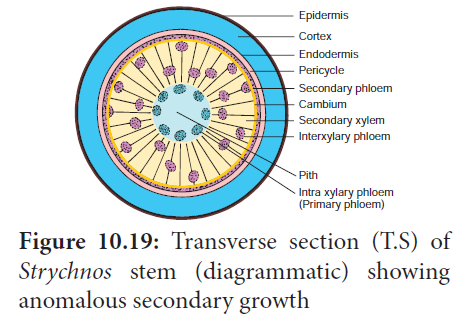 Epidermis
Cortex
Endodermis
Pericycle
Secondary phloem
Cambium
Secondary xylem
Interxylary phloem
Pith
Intra xylary phloem
(Primary phloem)
Figure 10.19: Transverse section (T.S) of
Strychnos stem (diagrammatic) showing
anomalous secondary growth